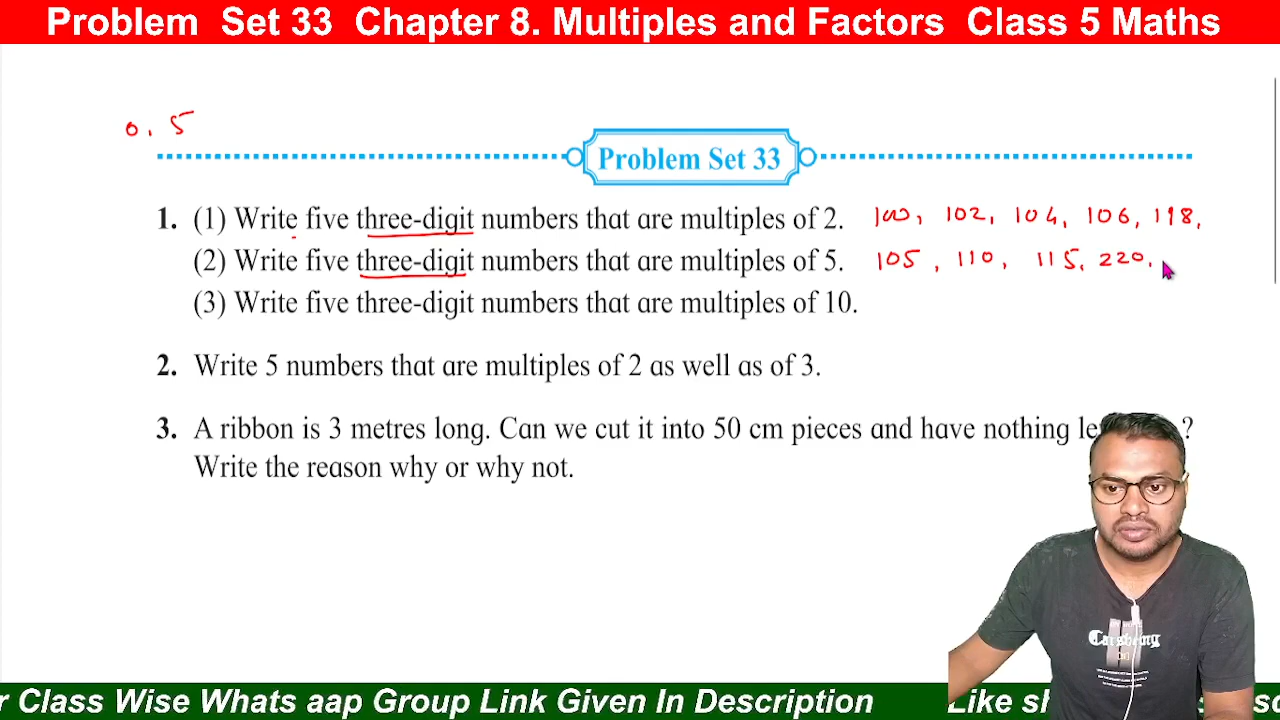 Problem Set 33 Chapter 8. Multiples and Factors Class 5 Maths
0, 5
Problem Set 33
1. (1) Write five three-digit numbers that are multiples of 2. 100, 102, 104, 106, 198,
(2) Write five three-digit numbers that are multiples of 5. 105, 110, 115, 220,
(3) Write five three-digit numbers that are multiples of 10.
2. Write 5 numbers that are multiples of 2 as well as of 3.
3. A ribbon is 3 metres long. Can we cut it into 50 cm pieces and have nothing ?
Write the reason why or why not.
r Class Wise Whats aap Group Link Given In Description Like sh